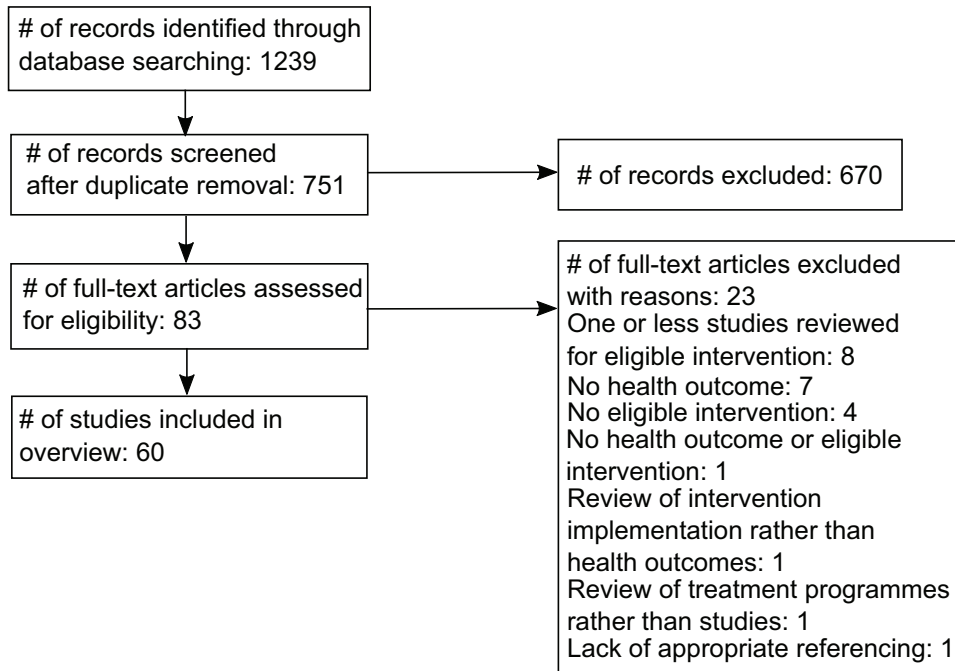 # of records identified through
database searching: 1239
# of records screened
after duplicate removal: 751
# of records excluded: 670
# of full-text articles assessed
for eligibility: 83
# of full-text articles excluded
with reasons: 23
One or less studies reviewed
for eligible intervention: 8
No health outcome: 7
No eligible intervention: 4
No health outcome or eligible
intervention: 1
Review of intervention
implementation rather than
health outcomes: 1
Review of treatment programmes
rather than studies: 1
Lack of appropriate referencing: 1
# of studies included in
overview: 60